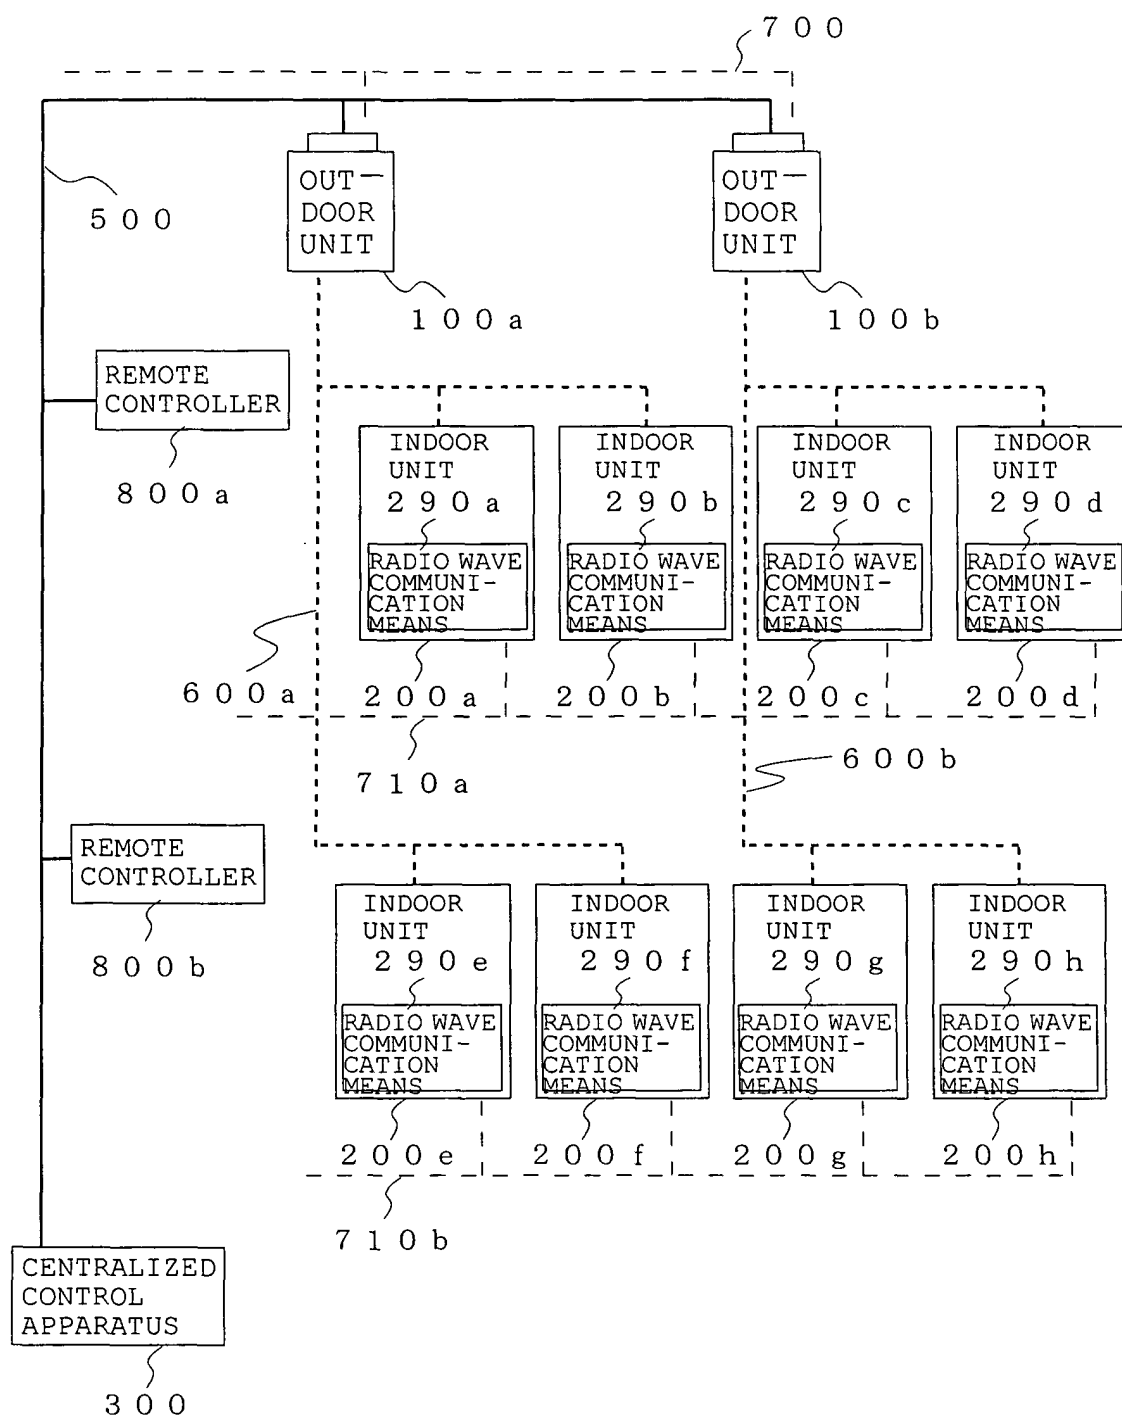 700
OUT-
DOOR
UNIT
OUT-
DOOR
UNIT
500
100a
100b
REMOTE
CONTROLLER
800a
INDOOR
UNIT
290a
RADIO WAVE
COMMUNI-
CATION
MEANS
INDOOR
UNIT
290b
RADIO WAVE
COMMUNI-
CATION
MEANS
INDOOR
UNIT
290c
RADIO WAVE
COMMUNI-
CATION
MEANS
INDOOR
UNIT
290d
RADIO WAVE
COMMUNI-
CATION
MEANS
600a
200a
200b
200c
200d
710a
600b
REMOTE
CONTROLLER
800b
INDOOR
UNIT
290e
RADIO WAVE
COMMUNI-
CATION
MEANS
INDOOR
UNIT
290f
RADIO WAVE
COMMUNI-
CATION
MEANS
INDOOR
UNIT
290g
RADIO WAVE
COMMUNI-
CATION
MEANS
INDOOR
UNIT
290h
RADIO WAVE
COMMUNI-
CATION
MEANS
200e
200f
200g
200h
710b
CENTRALIZED
CONTROL
APPARATUS
300